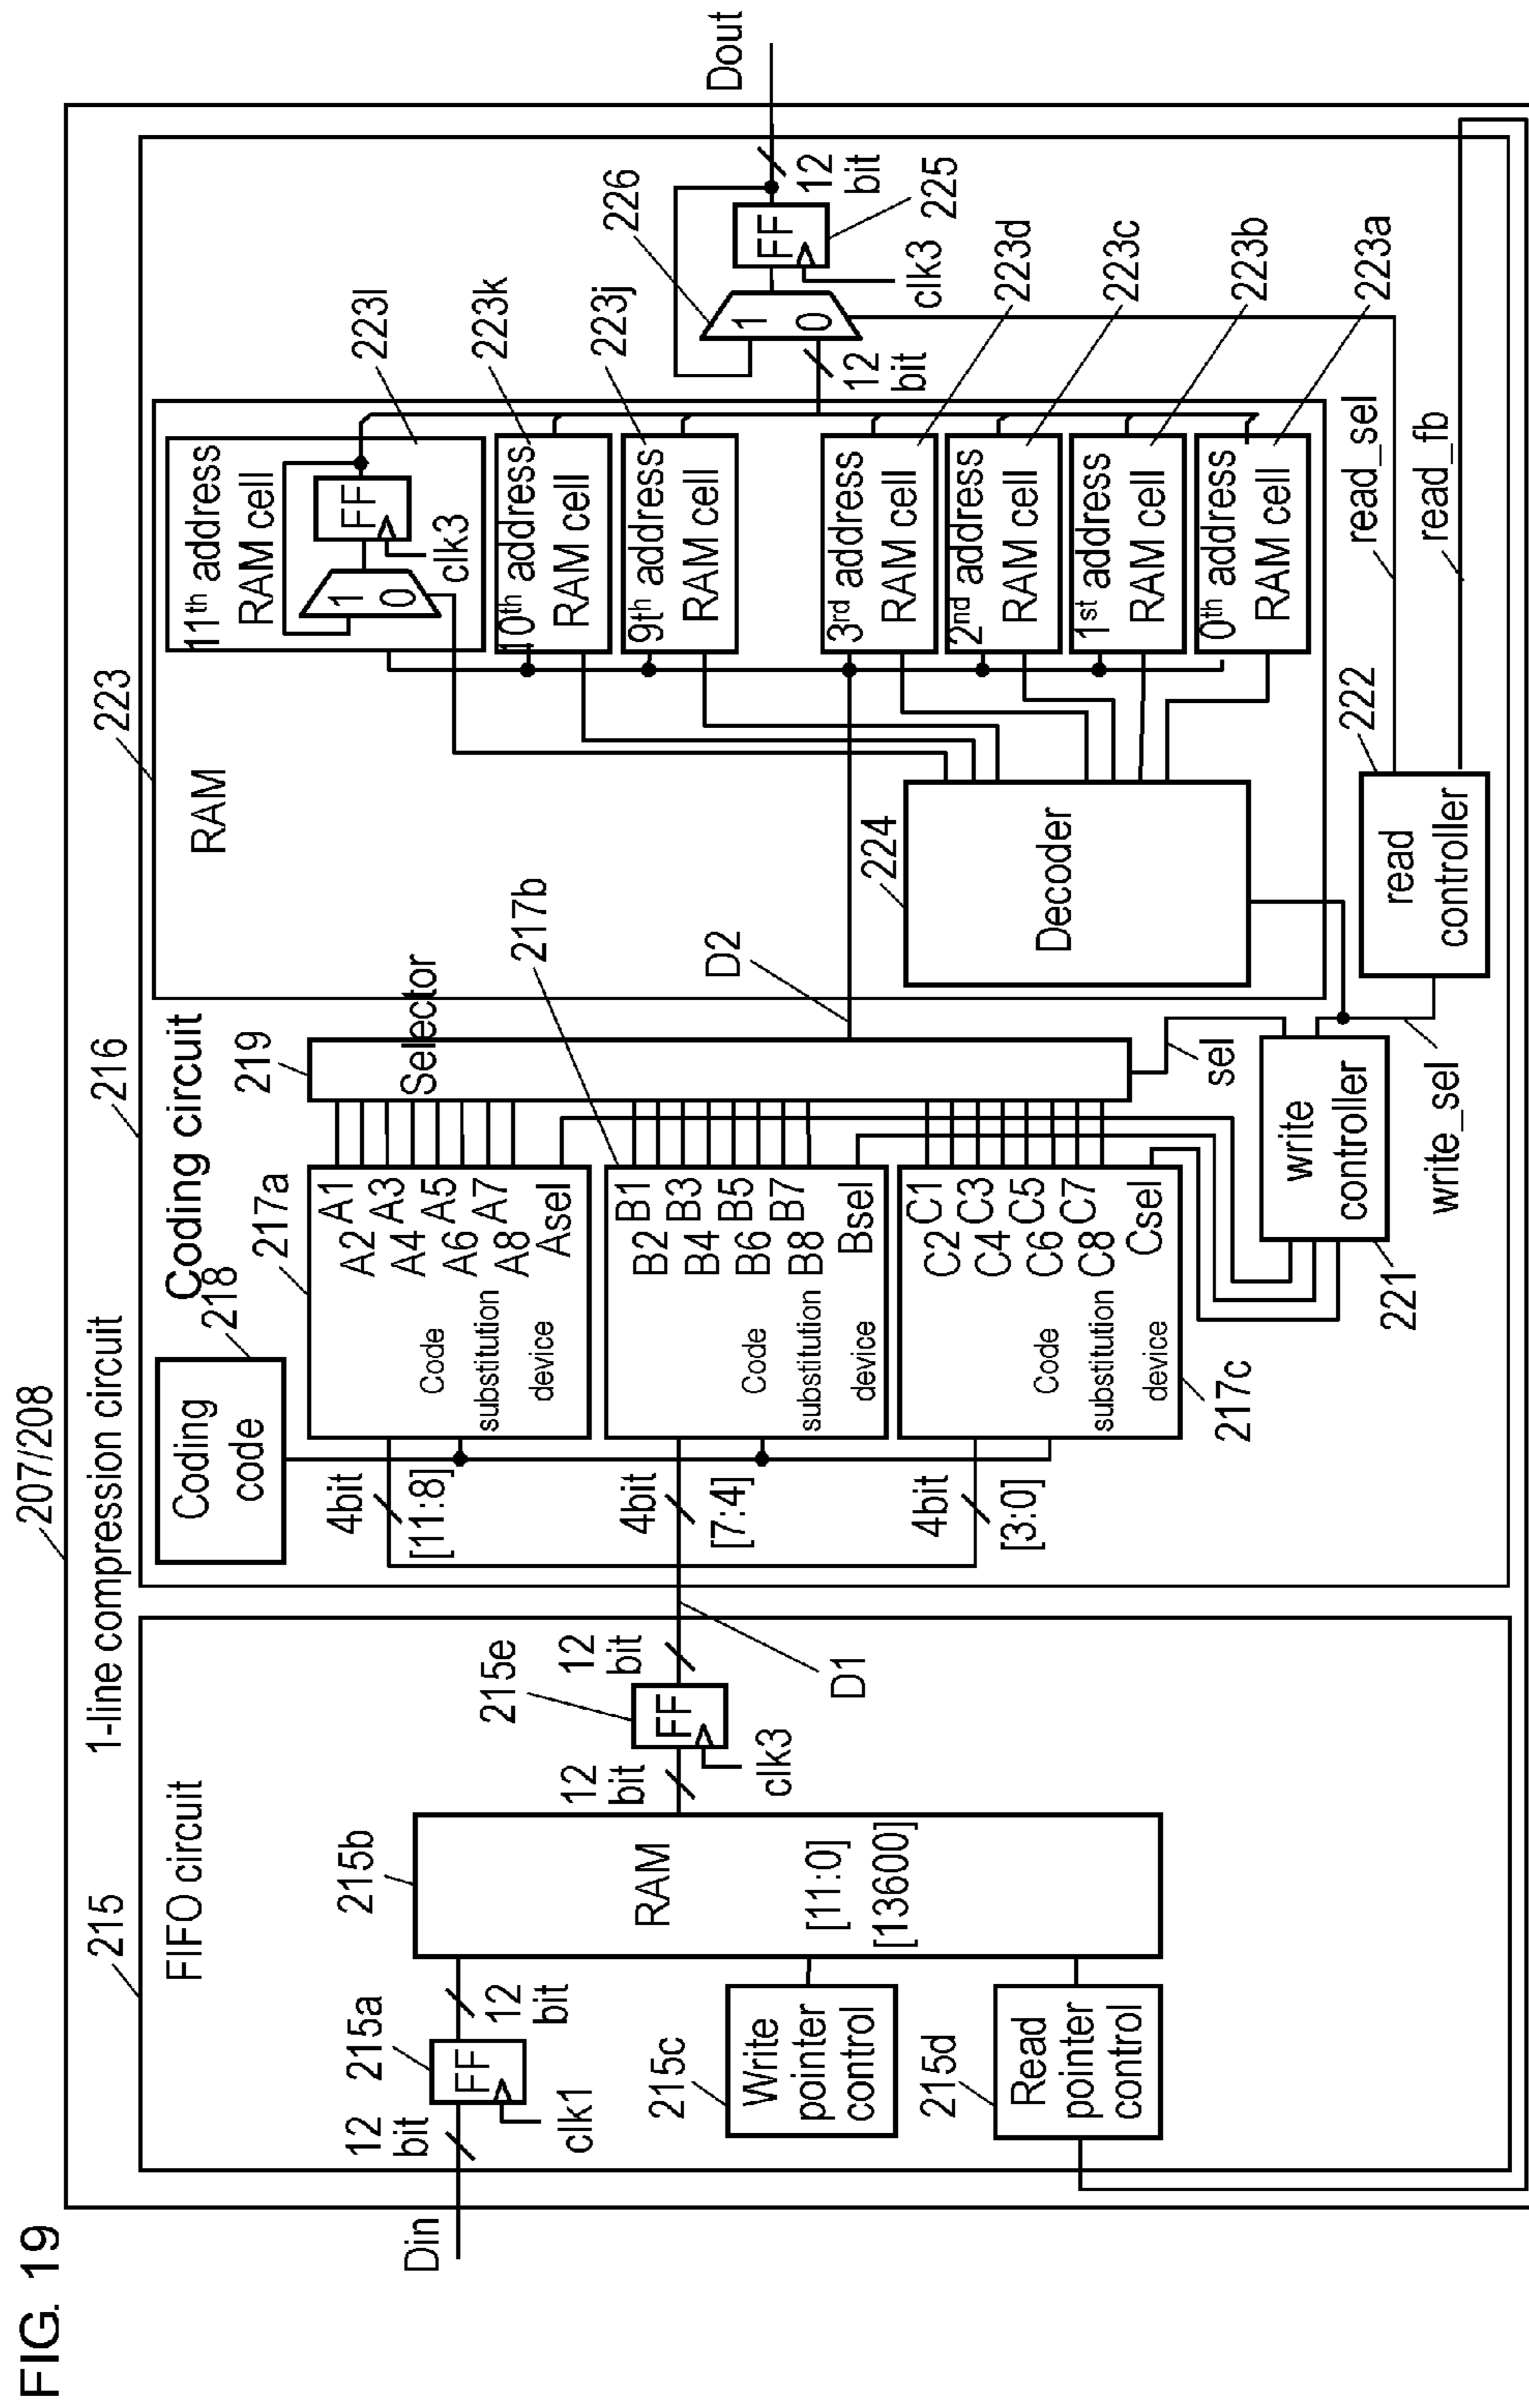 FIG. 19
207/208
1-line compression circuit
215
FIFO circuit
Din
12
bit
215a
FF
clk1
12
bit
215b
RAM
[11:0]
[13600]
215c
Write
pointer
control
215d
Read
pointer
control
12
bit
215e
FF
clk3
12
bit
D1
216
Coding circuit
218
Coding
code
4bit
[11:8]
4bit
[7:4]
4bit
[3:0]
217a
A1
A2
A3
A4
A5
A6
A7
A8
Asel
Code
substitution
device
217b
B1
B2
B3
B4
B5
B6
B7
B8
Bsel
Code
substitution
device
217c
C1
C2
C3
C4
C5
C6
C7
C8
Csel
Code
substitution
device
219
Selector
D2
sel
write
controller
221
write_sel
read
controller
222
223
RAM
224
Decoder
11th address
RAM cell
1
0
FF
clk3
223l
10th address
RAM cell
223k
9th address
RAM cell
223j
3rd address
RAM cell
223d
2nd address
RAM cell
223c
1st address
RAM cell
223b
0th address
RAM cell
223a
read_sel
read_fb
12
bit
226
1
0
FF
clk3
225
12
bit
Dout